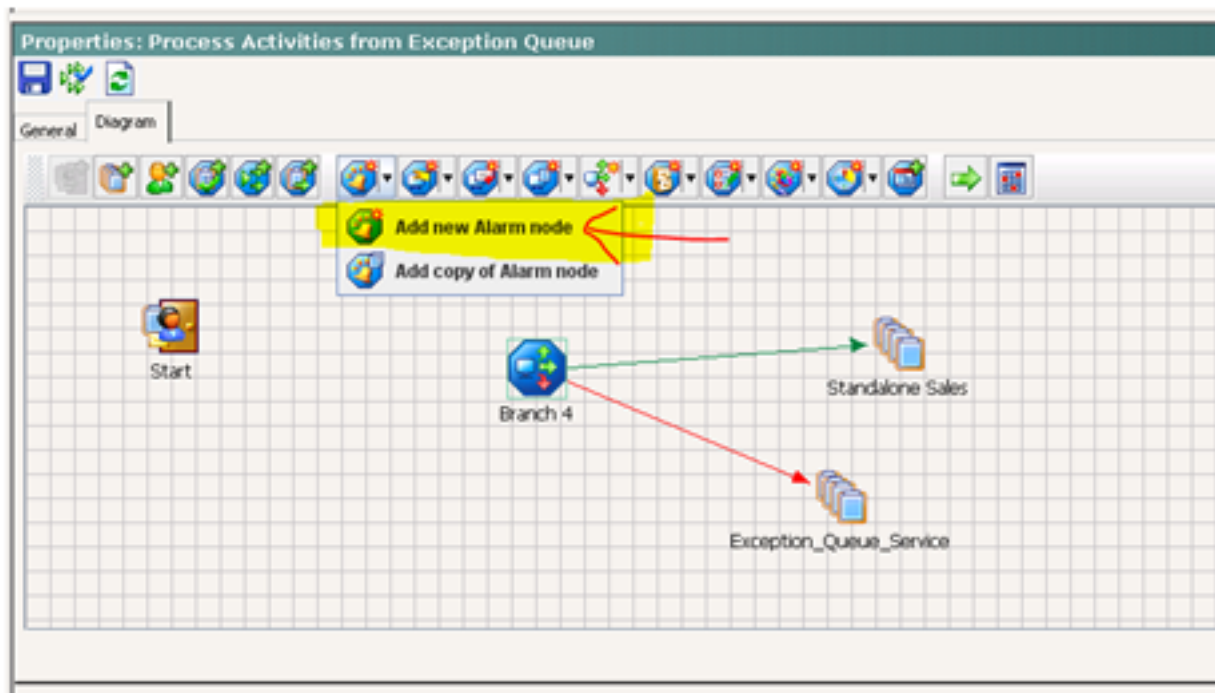 Properties: Process Activities from Exception Queue
General
Diagram
Add new Alarm node
Add copy of Alarm node
Start
Branch 4
Standalone Sales
Exception_Queue_Service